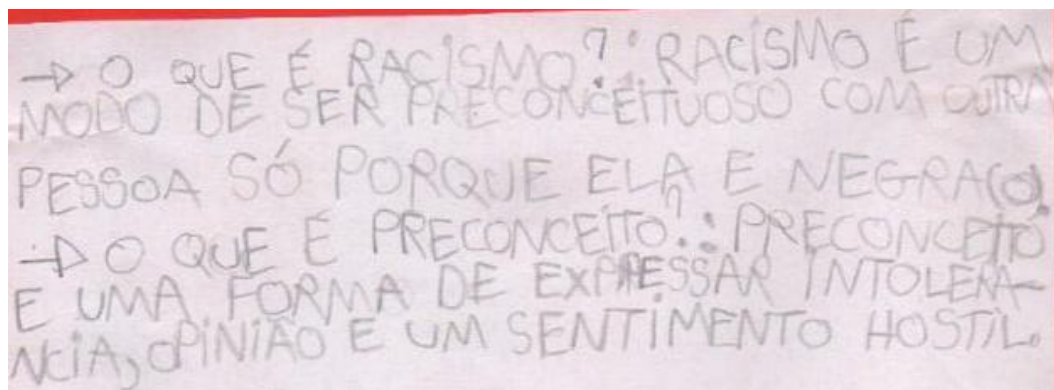 → O QUE É RACISMO?: RACISMO É UM
MODO DE SER PRECONCEITUOSO COM OUTRA
PESSOA SÓ PORQUE ELA E NEGRA(O).
→ O QUE É PRECONCEITO?: PRECONCEITO
E UMA FORMA DE EXPRESSAR INTOLERA-
NCIA, OPINIÃO E UM SENTIMENTO HOSTIL.